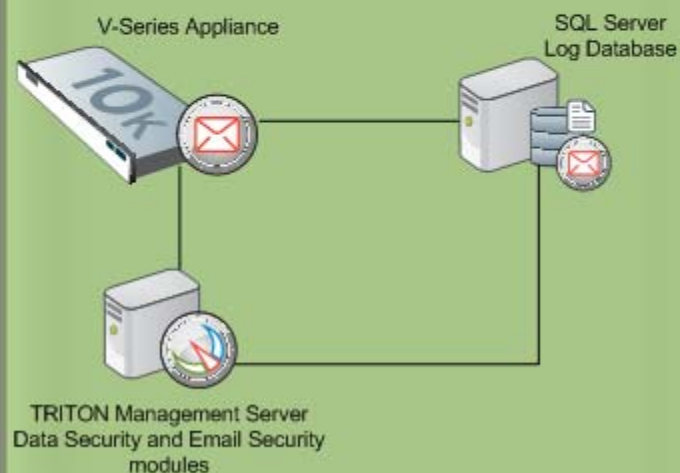 V-Series Appliance
SQL Server
Log Database
10K
TRITON Management Server
Data Security and Email Security
modules